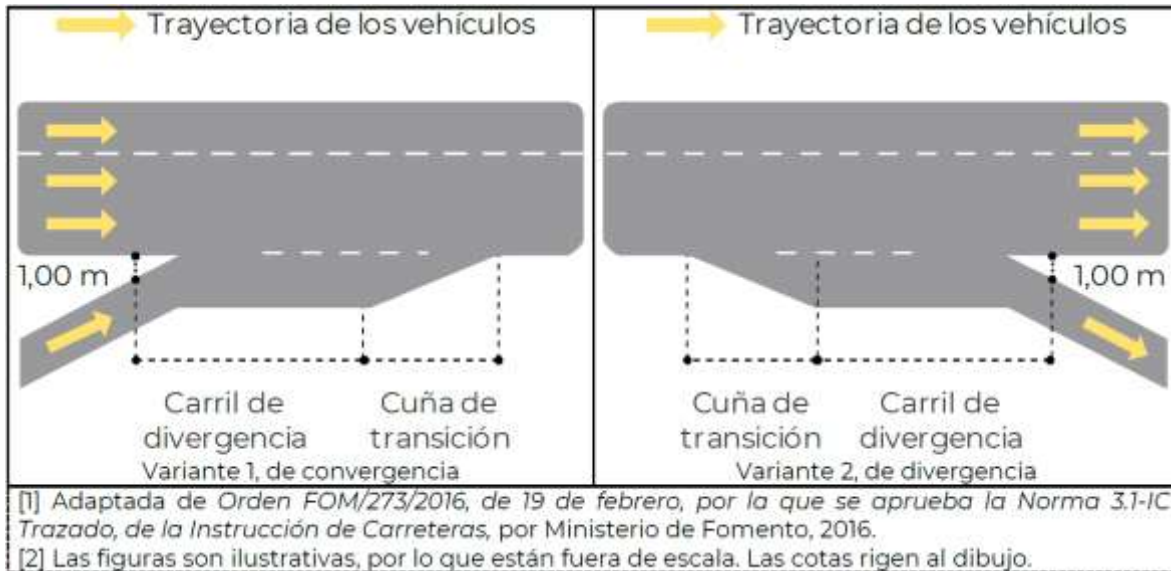 Trayectoria de los vehículos
1,00 m
Carril de
divergencia
Cuña de
transición
Variante 1, de convergencia
Trayectoria de los vehículos
1,00 m
Cuña de
transición
Carril de
divergencia
Variante 2, de divergencia
[1] Adaptada de Orden FOM/273/2016, de 19 de febrero, por la que se aprueba la Norma 3.1-IC
Trazado, de la Instrucción de Carreteras, por Ministerio de Fomento, 2016.
[2] Las figuras son ilustrativas, por lo que están fuera de escala. Las cotas rigen al dibujo.